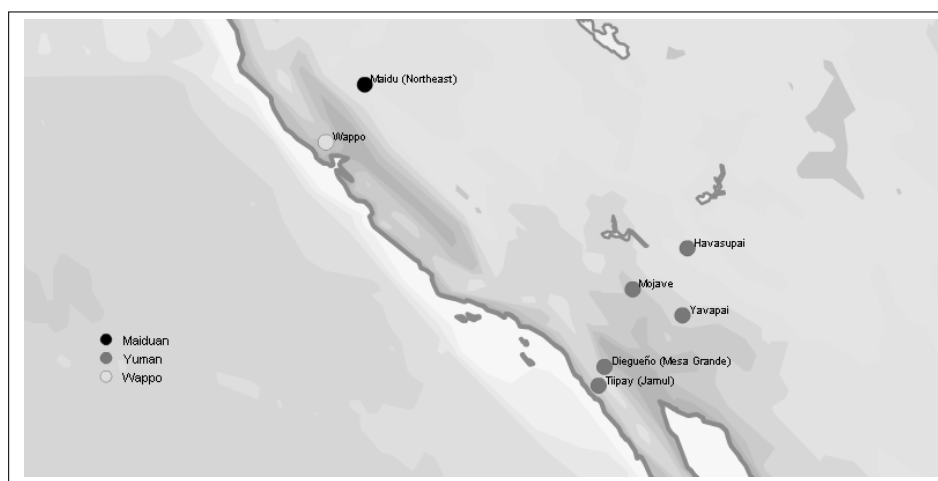 Maidu (Northeast)
Wappo
Havasupai
Mojave
Yavapai
Diegueño (Mesa Grande)
Tiipay (Jamul)
Maiduan
Yuman
Wappo